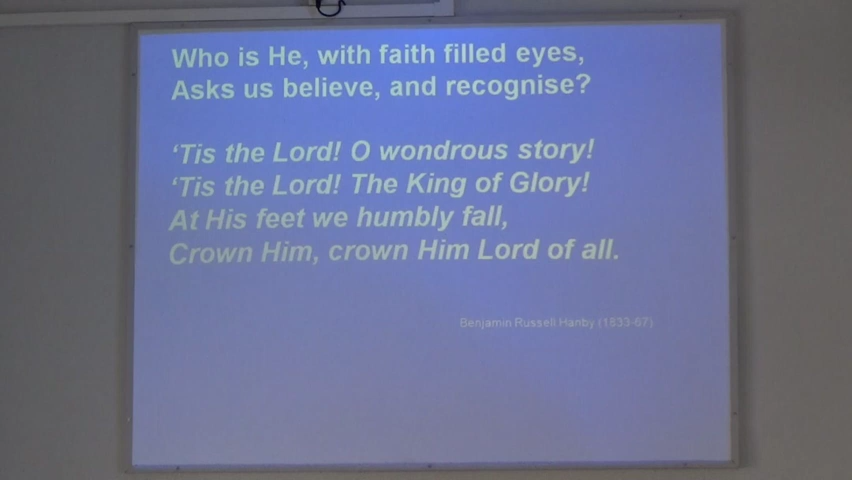 Who is He, with faith filled eyes,
Asks us believe, and recognise?
‘Tis the Lord! O wondrous story!
‘Tis the Lord! The King of Glory!
At His feet we humbly fall,
Crown Him, crown Him Lord of all.
Benjamin Russell Hanby (1833-67)